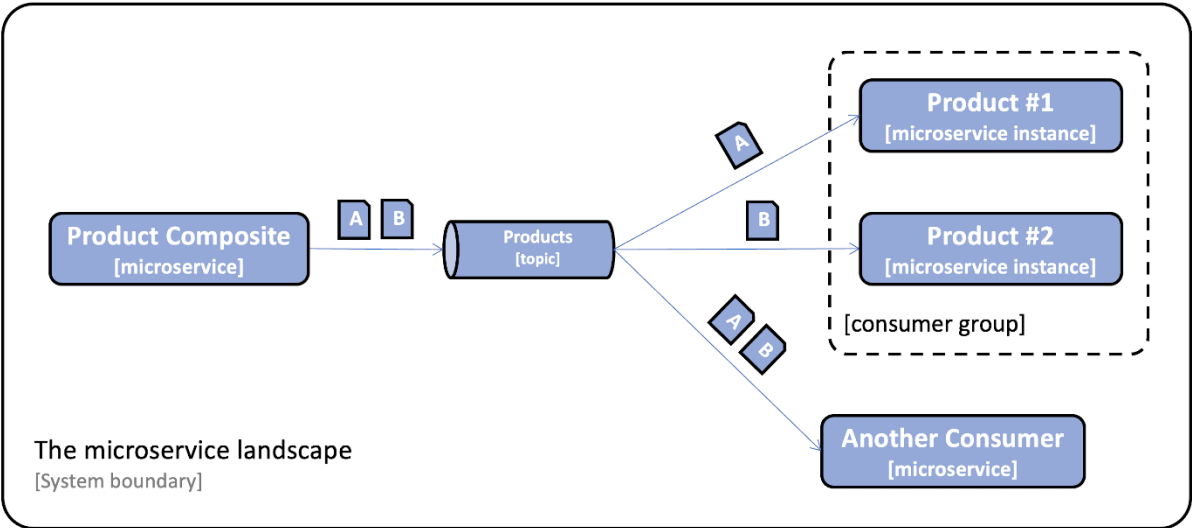 Product #1
[microservice instance]
A
A
B
B
Product Composite
[microservice]
Products
[topic]
Product #2
[microservice instance]
A
B
[consumer group]
Another Consumer
[microservice]
The microservice landscape
[System boundary]